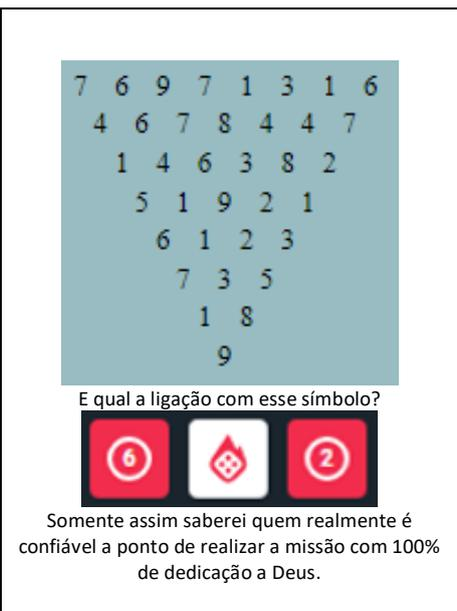 7 6 9 7 1 3 1 6
4 6 7 8 4 4 7
1 4 6 3 8 2
5 1 9 2 1
6 1 2 3
7 3 5
1 8
9
E qual a ligação com esse símbolo?
6 2
Somente assim saberei quem realmente é
confiável a ponto de realizar a missão com 100%
de dedicação a Deus.